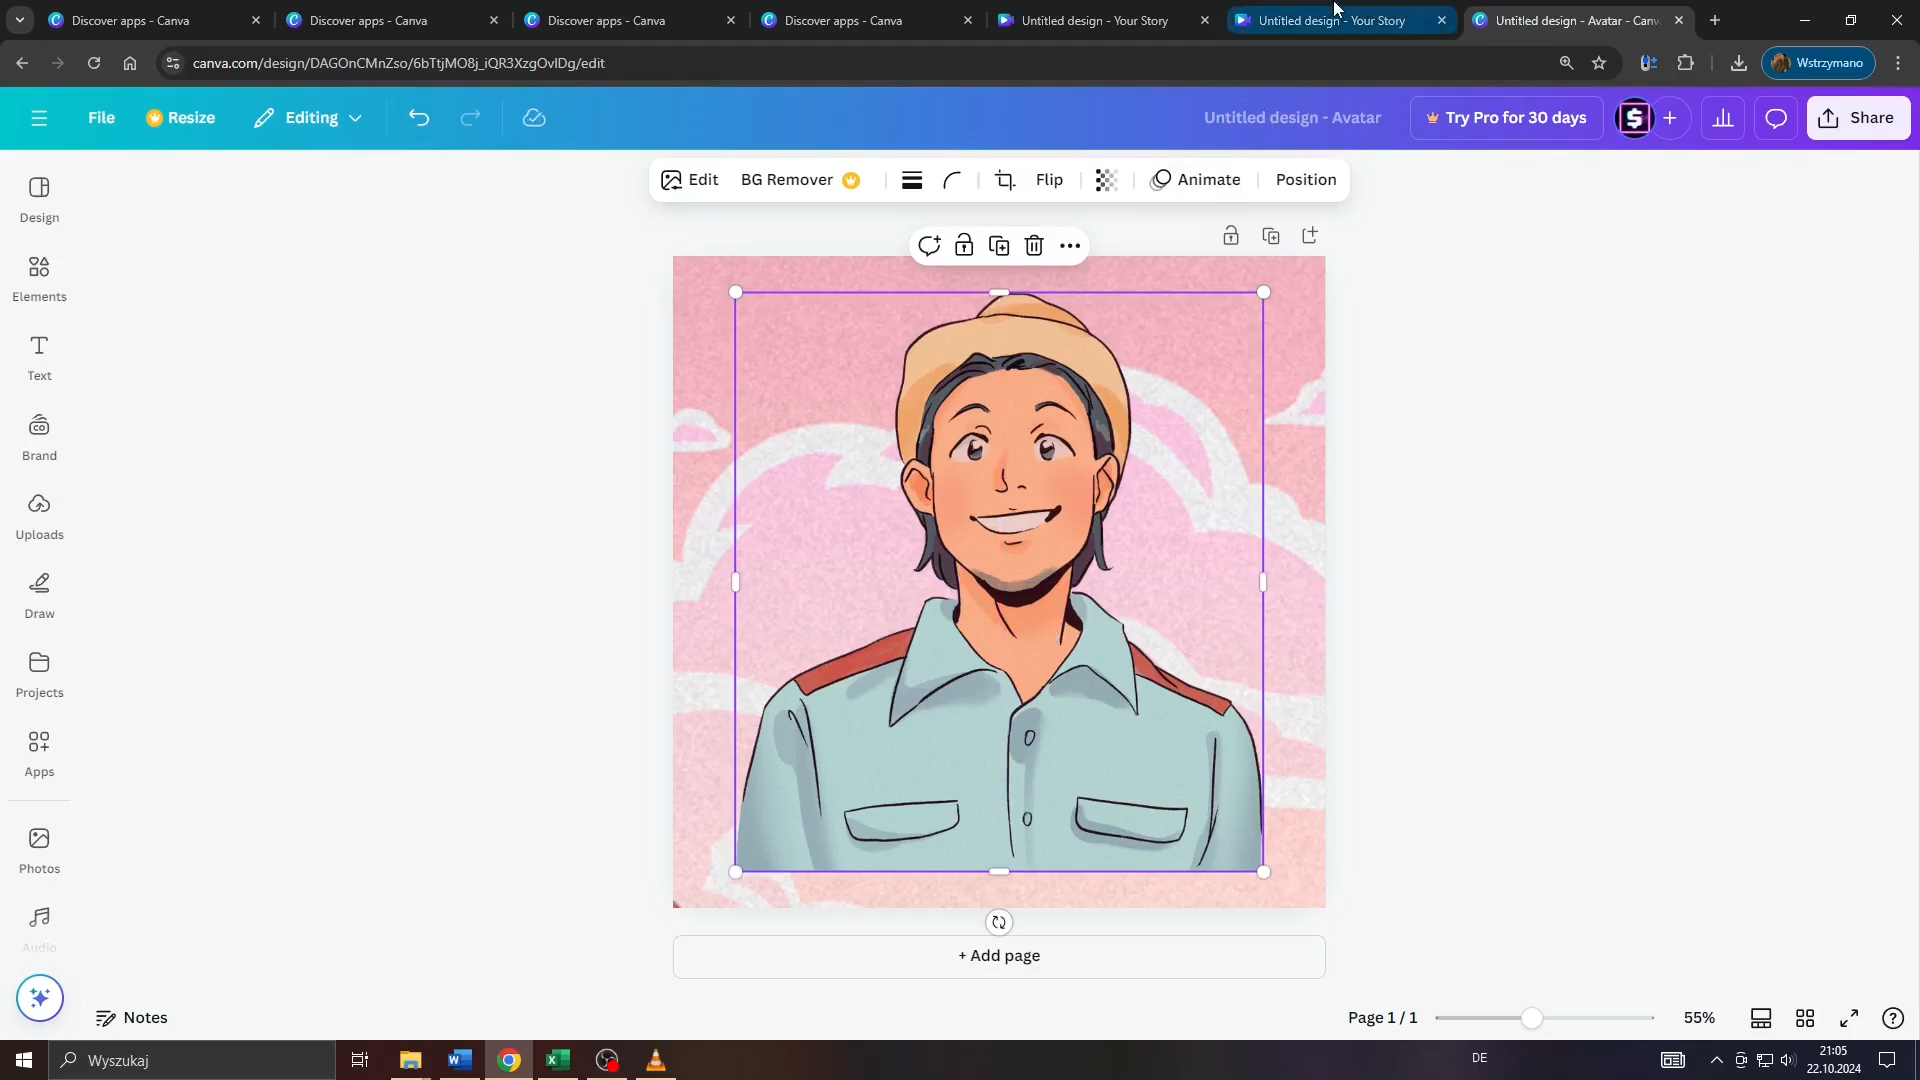 Discover apps - Canva
Discover apps - Canva
Discover apps - Canva
Discover apps - Canva
Untitled design - Your Story
Untitled design - Your Story
Untitled design - Avatar - Canv
canva.com/design/DAGOnCMnZso/6bTtjMO8j_iQR3XzgOvlDg/edit
Wstrzymano
File
Resize
Editing
Untitled design - Avatar
Try Pro for 30 days
Share
Edit
BG Remover
Flip
Animate
Position
Design
Elements
Text
Brand
Uploads
Draw
Projects
Apps
Photos
Audio
+ Add page
Notes
Page 1 / 1
55%
Wyszukaj
DE
21:05
22.10.2024